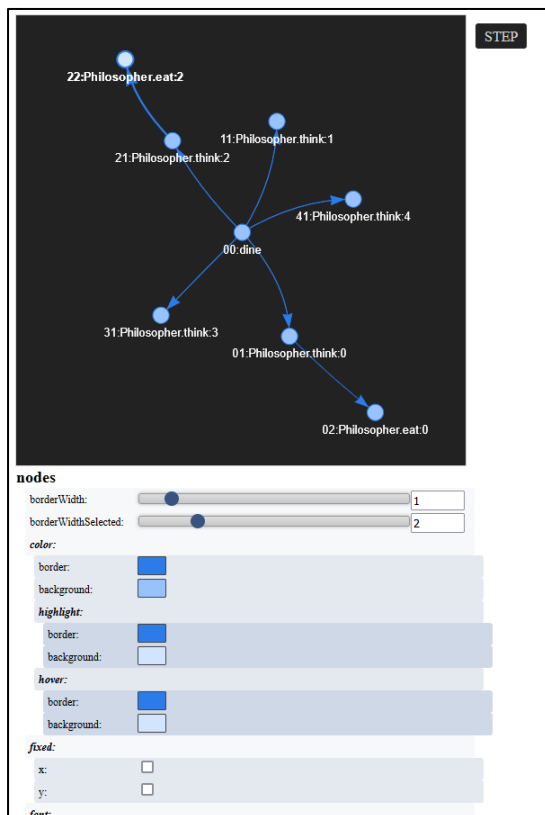 STEP
22:Philosopher.eat:2
11:Philosopher.think:1
21:Philosopher.think:2
41:Philosopher.think:4
00:dine
31:Philosopher.think:3
01:Philosopher.think:0
02:Philosopher.eat:0
nodes
borderWidth: 1
borderWidthSelected: 2
color:
border:
background:
highlight:
border:
background:
hover:
border:
background:
fixed:
x:
y:
font: